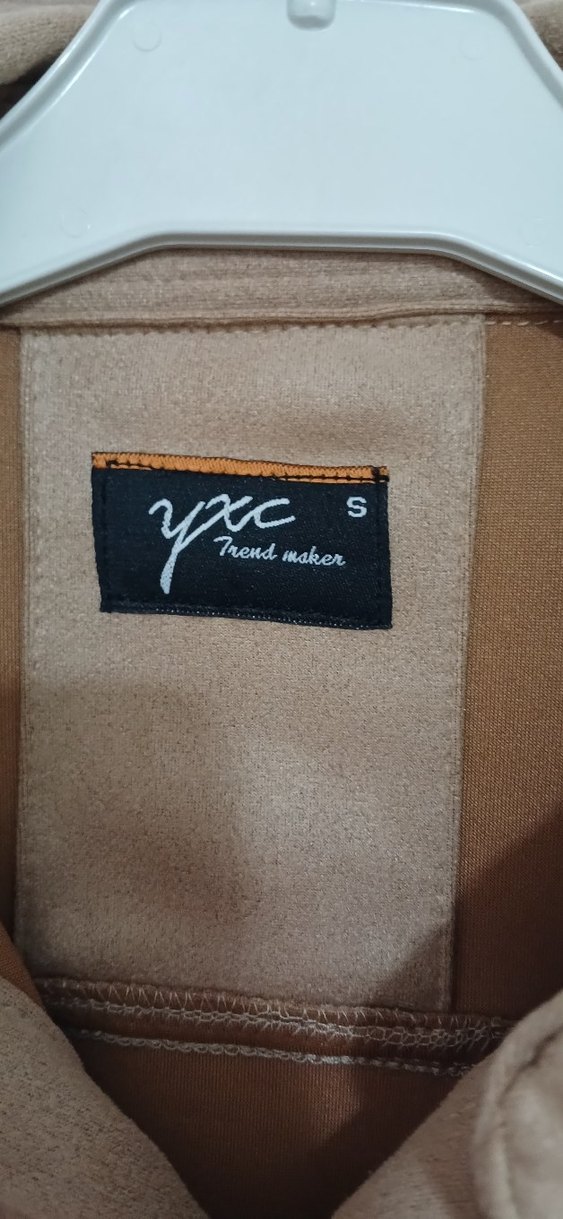 yxc
S
Trend maker